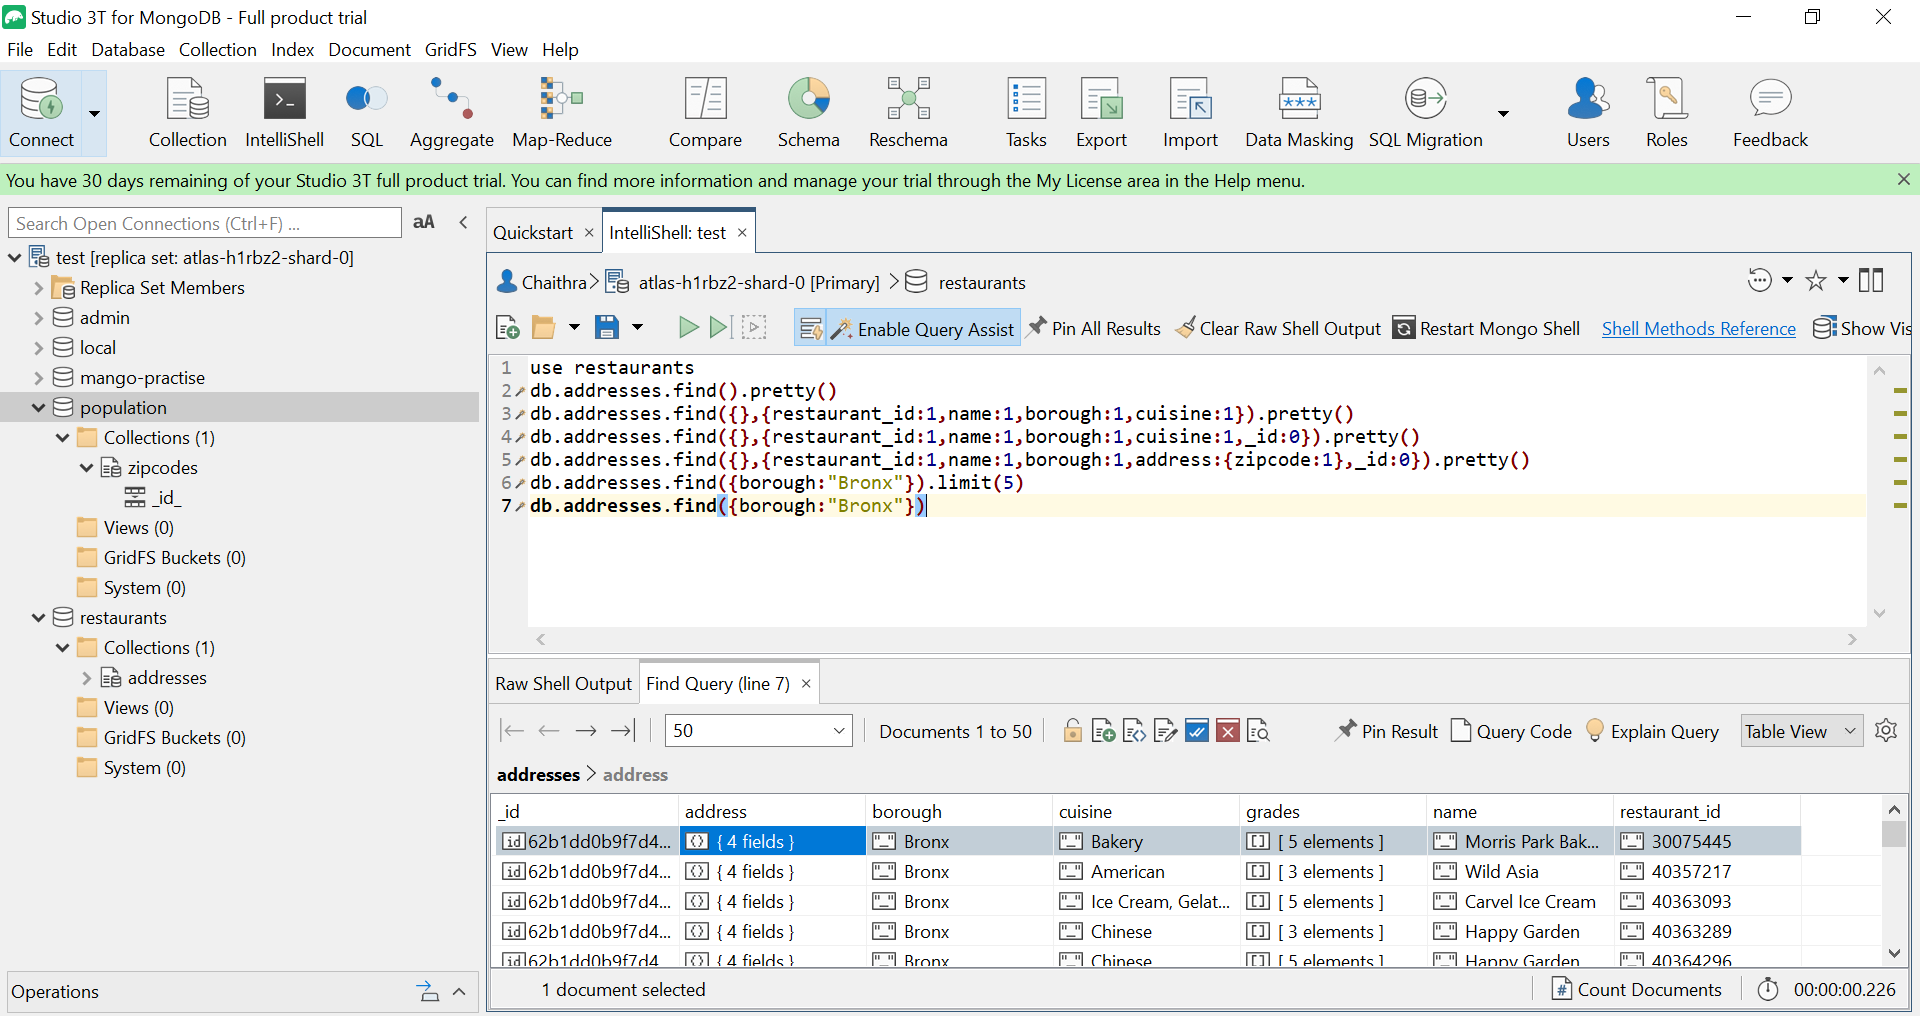 Studio 3T for MongoDB - Full product trial
File Edit Database Collection Index Document GridFS View Help
Connect Collection IntelliShell SQL Aggregate Map-Reduce Compare Schema Reschema Tasks Export Import Data Masking SQL Migration Users Roles Feedback
You have 30 days remaining of your Studio 3T full product trial. You can find more information and manage your trial through the My License area in the Help menu.
Search Open Connections (Ctrl+F) ... aA
test [replica set: atlas-h1rbz2-shard-0]
Replica Set Members
admin
local
mango-practise
population
Collections (1)
zipcodes
_id_
Views (0)
GridFS Buckets (0)
System (0)
restaurants
Collections (1)
addresses
Views (0)
GridFS Buckets (0)
System (0)
Operations
Quickstart IntelliShell: test
Chaithra > atlas-h1rbz2-shard-0 [Primary] > restaurants
Enable Query Assist Pin All Results Clear Raw Shell Output Restart Mongo Shell Shell Methods Reference Show Vis
1 use restaurants
2 db.addresses.find().pretty()
3 db.addresses.find({},{restaurant_id:1,name:1,borough:1,cuisine:1}).pretty()
4 db.addresses.find({},{restaurant_id:1,name:1,borough:1,cuisine:1,_id:0}).pretty()
5 db.addresses.find({},{restaurant_id:1,name:1,borough:1,address:{zipcode:1},_id:0}).pretty()
6 db.addresses.find({borough:"Bronx"}).limit(5)
7 db.addresses.find({borough:"Bronx"})
Raw Shell Output Find Query (line 7)
50 Documents 1 to 50 Pin Result Query Code Explain Query Table View
addresses > address
_id address borough cuisine grades name restaurant_id
62b1dd0b9f7d4... { 4 fields } Bronx Bakery [ 5 elements ] Morris Park Bak... 30075445
62b1dd0b9f7d4... { 4 fields } Bronx American [ 3 elements ] Wild Asia 40357217
62b1dd0b9f7d4... { 4 fields } Bronx Ice Cream, Gelat... [ 5 elements ] Carvel Ice Cream 40363093
62b1dd0b9f7d4... { 4 fields } Bronx Chinese [ 3 elements ] Happy Garden 40363289
62b1dd0b9f7d4... { 4 fields } Bronx Chinese [ 5 elements ] Happy Garden 40364296
1 document selected Count Documents 00:00:00.226